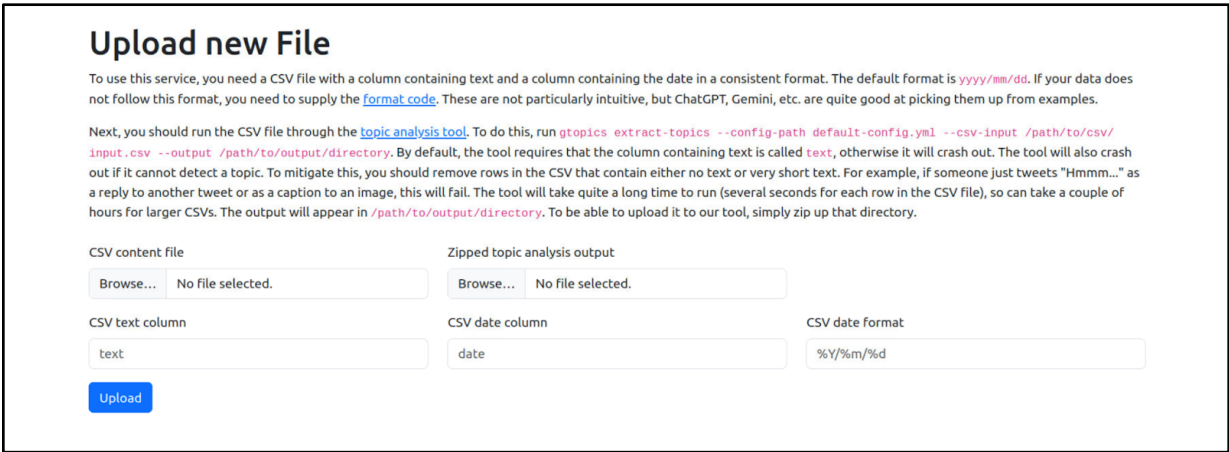 Upload new File
To use this service, you need a CSV file with a column containing text and a column containing the date in a consistent format. The default format is yyyy/mm/dd. If your data does
not follow this format, you need to supply the format code. These are not particularly intuitive, but ChatGPT, Gemini, etc. are quite good at picking them up from examples.
Next, you should run the CSV file through the topic analysis tool. To do this, run gtopics extract-topics --config-path default-config.yml --csv-input /path/to/csv/
input.csv --output /path/to/output/directory. By default, the tool requires that the column containing text is called text, otherwise it will crash out. The tool will also crash
out if it cannot detect a topic. To mitigate this, you should remove rows in the CSV that contain either no text or very short text. For example, if someone just tweets "Hmmm..." as
a reply to another tweet or as a caption to an image, this will fail. The tool will take quite a long time to run (several seconds for each row in the CSV file), so can take a couple of
hours for larger CSVs. The output will appear in /path/to/output/directory. To be able to upload it to our tool, simply zip up that directory.
CSV content file Zipped topic analysis output
Browse... No file selected. Browse... No file selected.
CSV text column CSV date column CSV date format
text date %Y/%m/%d
Upload